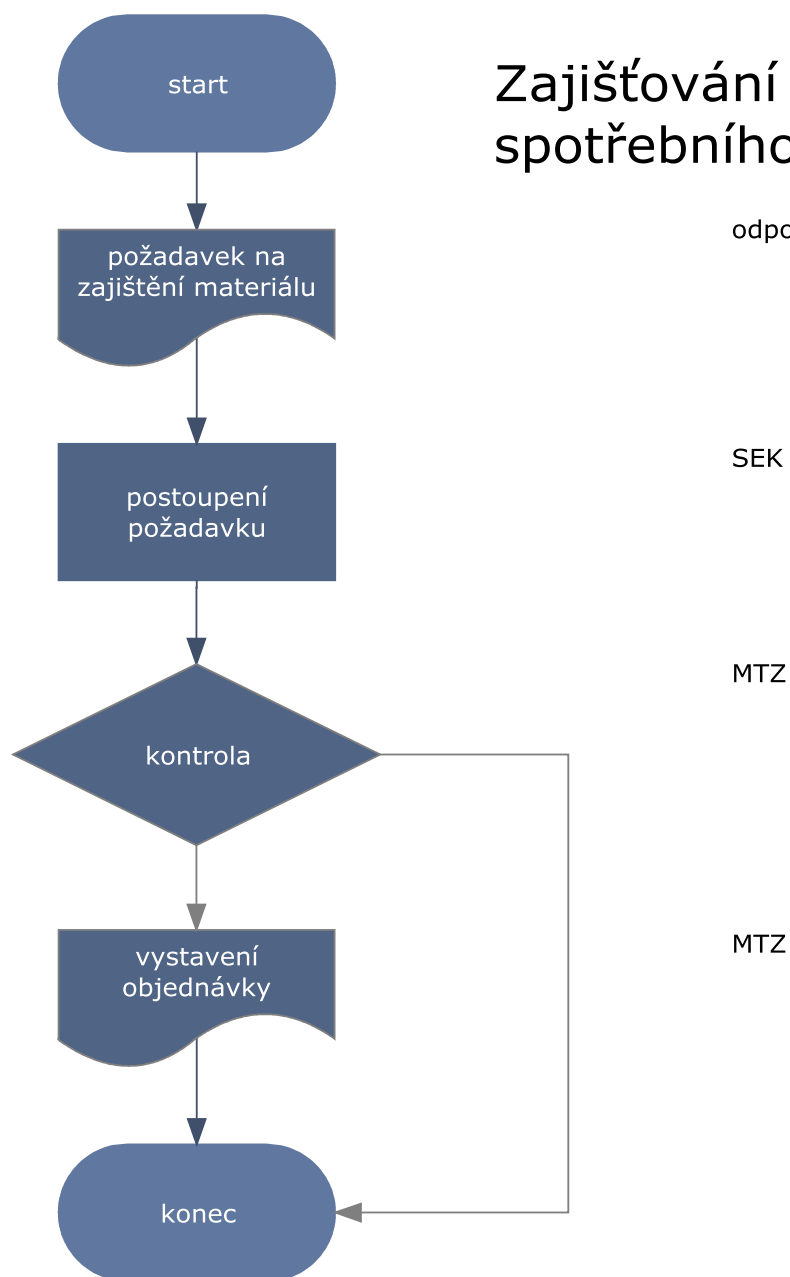 start
Zajišťování
spotřebního
požadavek na
zajištění materiálu
postoupení
požadavku
SEK
kontrola
MTZ
vystavení
objednávky
MTZ
konec